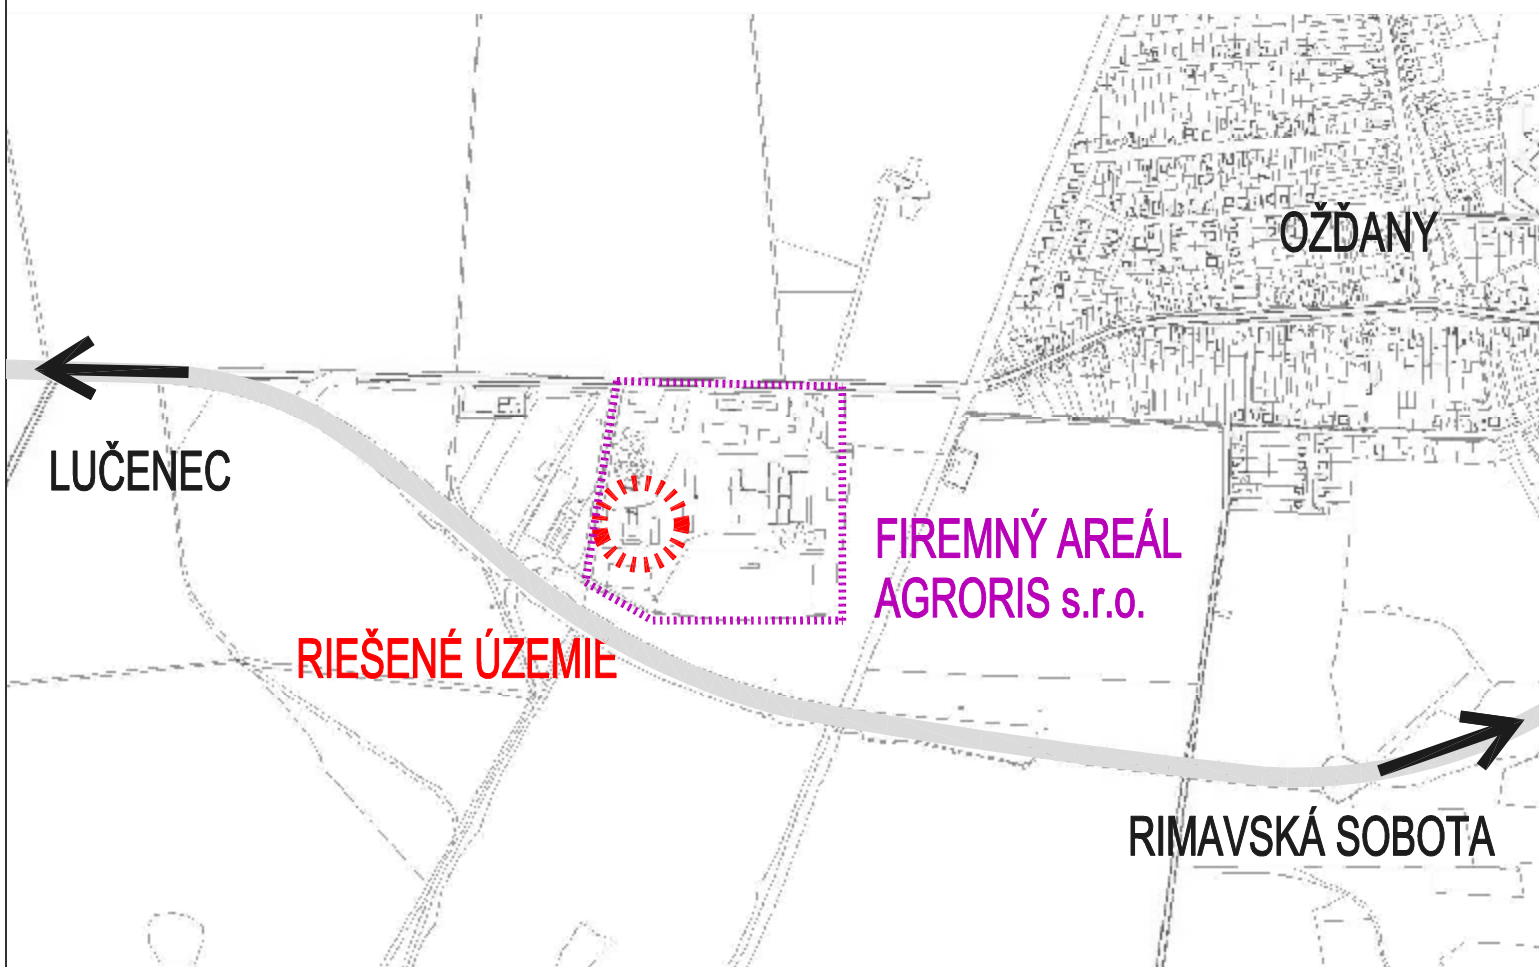 OŽĎANY
LUČENEC
FIREMNÝ AREÁL
AGRORIS s.r.o.
RIEŠENÉ ÚZEMIE
RIMAVSKÁ SOBOTA